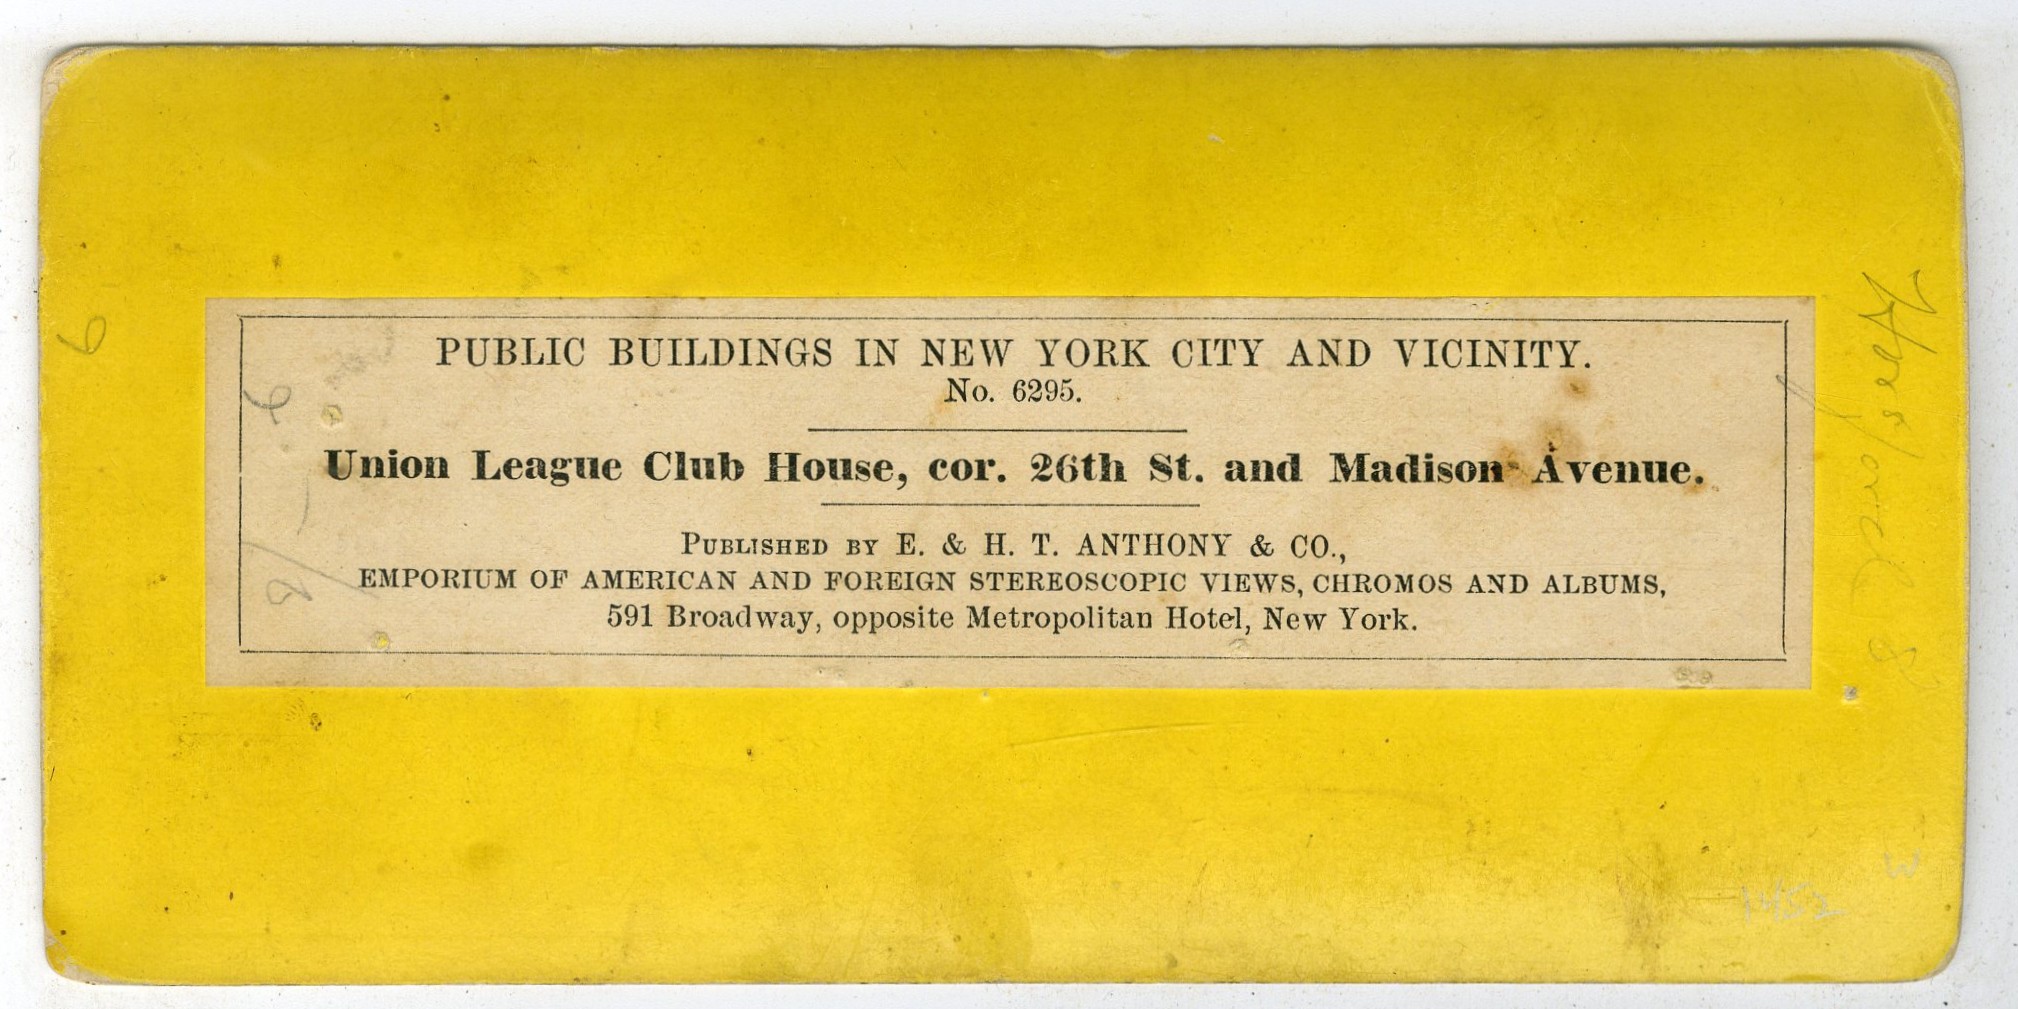 PUBLIC BUILDINGS IN NEW YORK CITY AND VICINITY.
No. 6295.
Union League Club House, cor. 26th St. and Madison Avenue.
PUBLISHED BY E. & H. T. ANTHONY & CO.,
EMPORIUM OF AMERICAN AND FOREIGN STEREOSCOPIC VIEWS, CHROMOS AND ALBUMS,
591 Broadway, opposite Metropolitan Hotel, New York.
1452